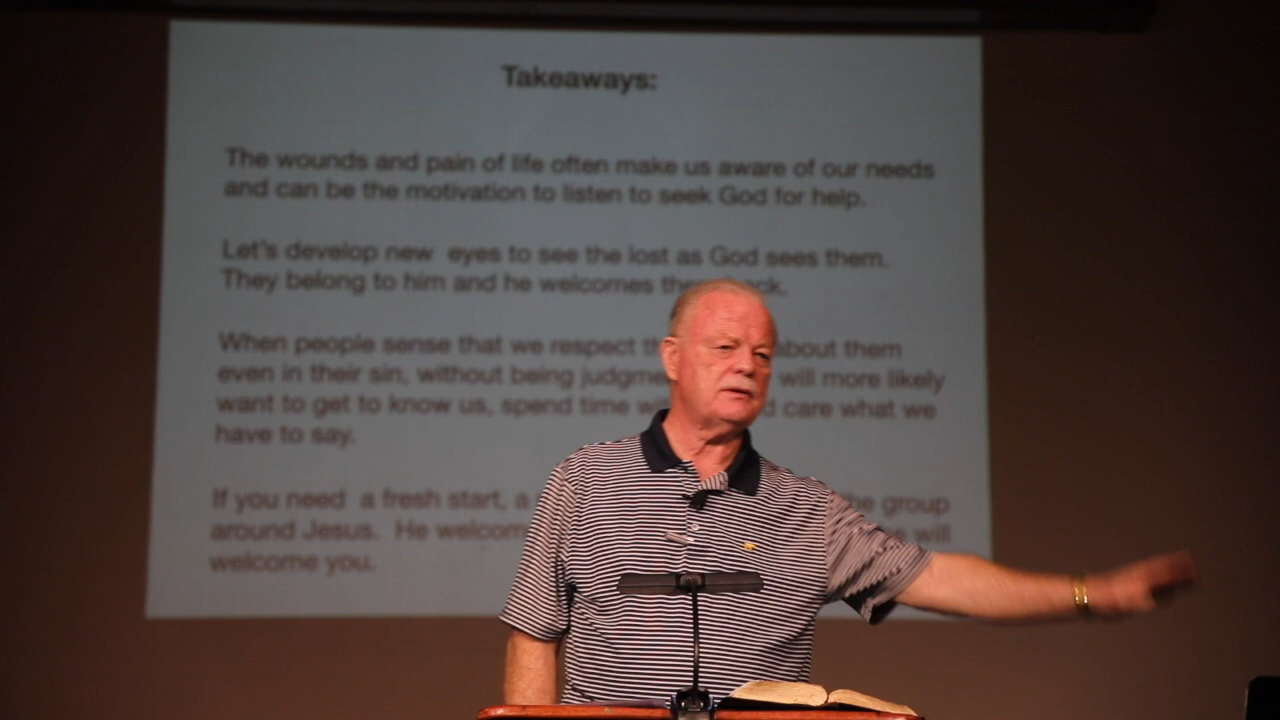 Takeaways:
The wounds and pain of life often make us aware of our needs
and can be the motivation to listen to seek God for help.
Let's develop new eyes to see the lost as God sees them.
They belong to him and he welcomes
When people sense that we respect about them
even in their sin, without being will more likely
want to get to know us, spend time care what we
have to say.
If you need a fresh start, a group
around Jesus. He will
welcome you.